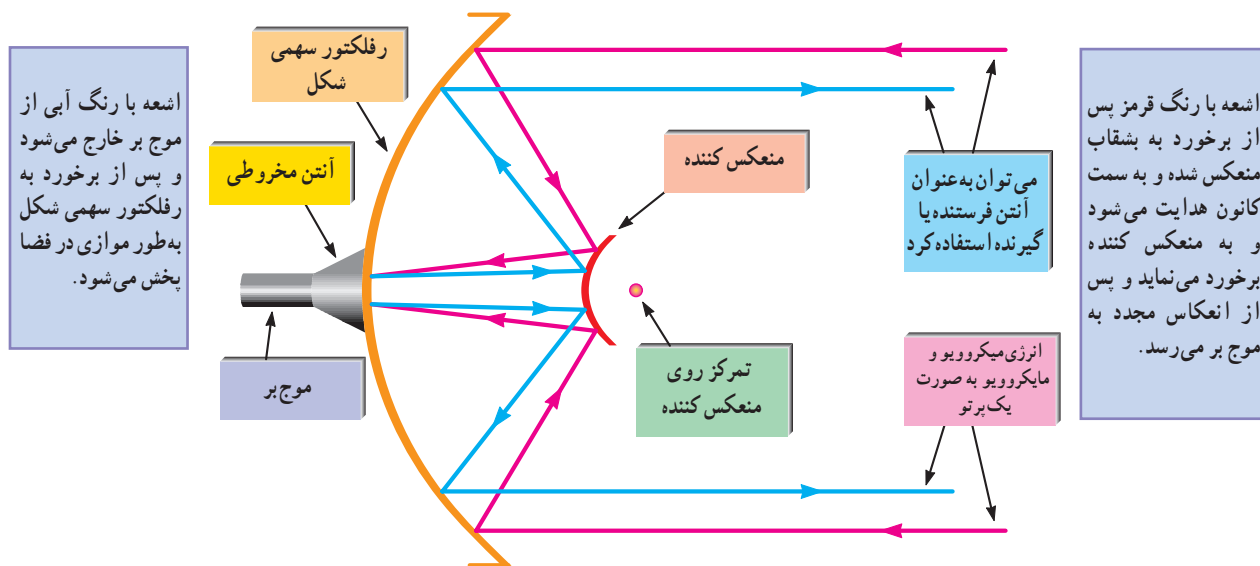 اشعه با رنگ قرمز پس
از برخورد به بشقاب
منعکس شده و به سمت
کانون هدایت می‌شود
و به منعکس کننده
برخورد می‌نماید و پس
از انعکاس مجدد به
موج بر می‌رسد.
می‌توان به‌عنوان
آنتن فرستنده یا
گیرنده استفاده کرد
انرژی میکروویو و
مایکروویو به صورت
یک پرتو
منعکس کننده
تمرکز روی
منعکس کننده
رفلکتور سهمی
شکل
آنتن مخروطی
موج‌بر
اشعه با رنگ آبی از
موج بر خارج می‌شود
و پس از برخورد به
رفلکتور سهمی شکل
به‌طور موازی در فضا
پخش می‌شود.